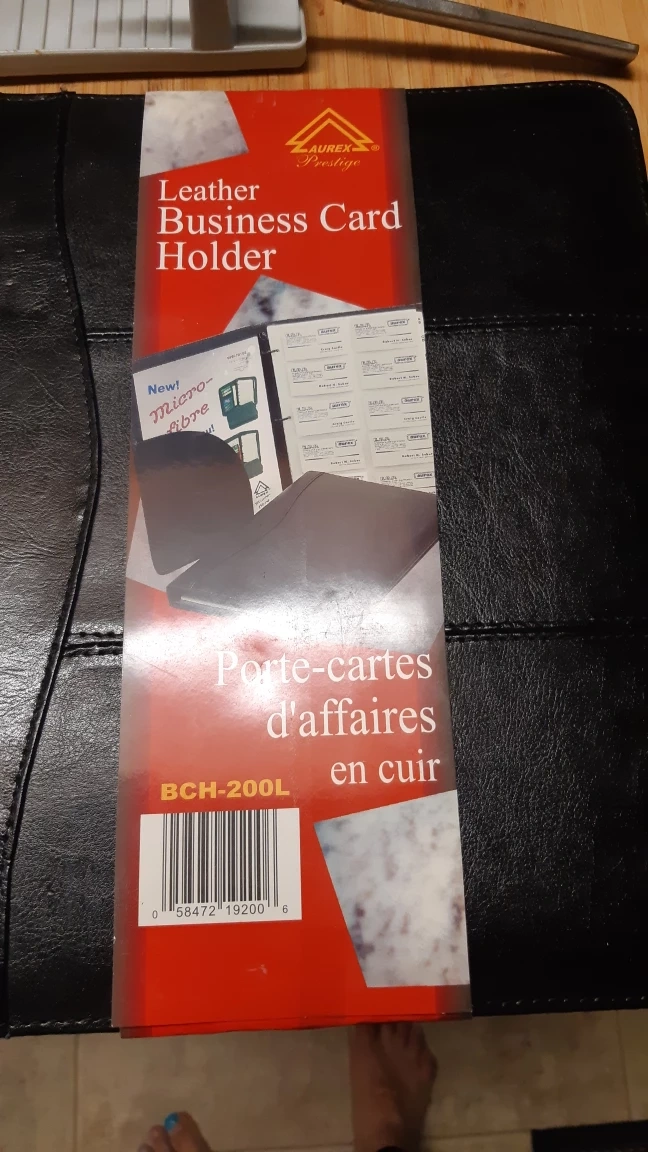 AUREX®
Prestige
Leather
Business Card
Holder
New!
Micro-
fibre
Porte-cartes
d'affaires
en cuir
BCH-200L
0 58472 19200 6